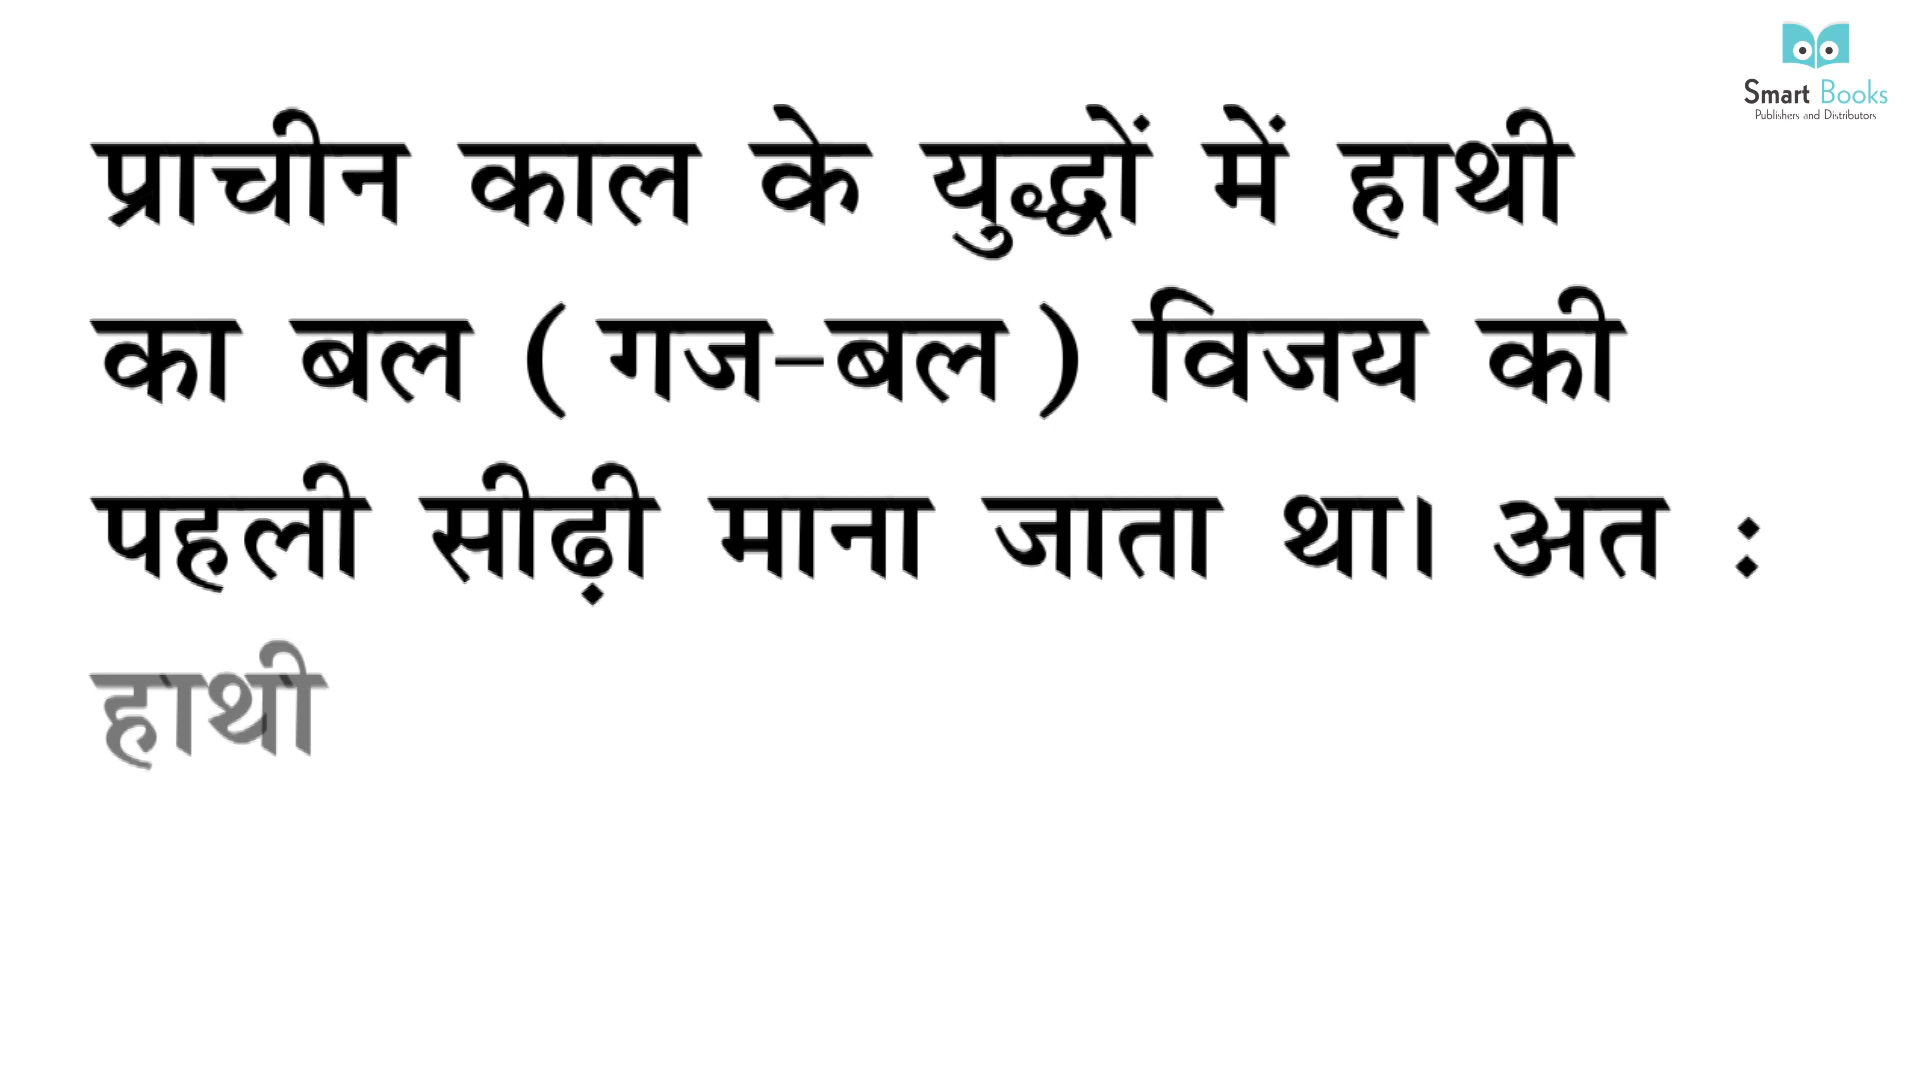 Smart Books
Publishers and Distributors
प्राचीन काल के युद्धों में हाथी
का बल ( गज-बल ) विजय की
पहली सीढ़ी माना जाता था। अत :
हाथी